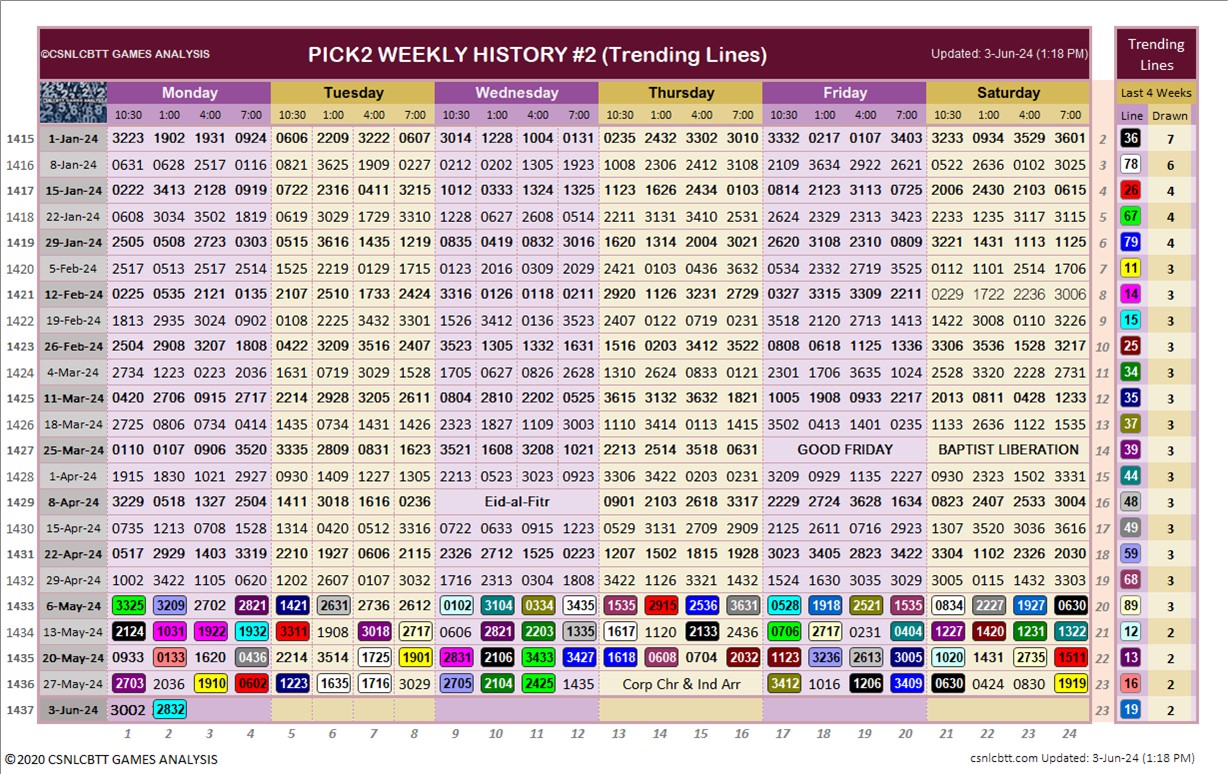 ©CSNLCBTT GAMES ANALYSIS PICK2 WEEKLY HISTORY #2 (Trending Lines) Updated: 3-Jun-24 (1:18 PM) Trending Lines
Monday Tuesday Wednesday Thursday Friday Saturday Last 4 Weeks
10:30 1:00 4:00 7:00 10:30 1:00 4:00 8:00 10:30 1:00 4:00 7:00 10:30 1:00 4:00 7:00 10:30 1:00 4:00 7:00 10:30 1:00 4:00 7:00 Line Drawn
1415 1-Jan-24 3223 1902 1931 0924 0606 2209 3222 0607 3014 1228 1004 0131 0235 2432 3302 3010 3332 0217 0107 3403 3233 0934 3529 3601 2 36 7
1416 8-Jan-24 0631 0628 2517 0116 0821 3625 1909 0227 0212 0202 1305 1923 1008 2306 2412 3108 2109 3634 2922 2621 0522 2636 0102 3025 3 78 6
1417 15-Jan-24 0222 3413 2128 0919 0722 2316 0411 3215 1012 0333 1324 1325 1123 1626 2434 0103 0814 2123 3113 0725 2006 2430 2103 0615 4 26 4
1418 22-Jan-24 0608 3034 3502 1819 0619 3029 1729 3310 1228 0627 2608 0514 2211 3131 3410 2531 2624 2329 2313 3423 2233 1235 3117 3115 5 67 4
1419 29-Jan-24 2505 0508 2723 0303 0515 3616 1435 1219 0835 0419 0832 3016 1620 1314 2004 3021 2620 3108 2310 0809 3221 1431 1113 1125 6 79 4
1420 5-Feb-24 2517 0513 2517 2514 1525 2219 0129 1715 0123 2016 0309 2029 2421 0103 0436 3632 0534 2332 2719 3525 0112 1101 2514 1706 7 11 3
1421 12-Feb-24 0225 0535 2121 0135 2107 2510 1733 2424 3316 0126 0118 0211 2920 1126 3231 2729 0327 3315 3309 2211 0229 1722 2236 3006 8 14 3
1422 19-Feb-24 1813 2935 3024 0902 0108 2225 3432 3301 1526 3412 0136 3523 2407 0122 0719 0231 3518 2120 2713 1413 1422 3008 0110 3226 9 15 3
1423 26-Feb-24 2504 2908 3207 1808 0422 3209 3516 2407 3523 1305 1332 1631 1516 0203 3412 3522 0808 0618 1125 1336 3306 3536 1528 3217 10 25 3
1424 4-Mar-24 2734 1223 0223 2036 1631 0719 3029 1528 1705 0627 0826 2628 1310 2624 0833 0121 2301 1706 3635 1024 2528 3320 2228 2731 11 34 3
1425 11-Mar-24 0420 1902 0915 2717 2214 2928 3205 2611 0804 2810 2202 0525 3615 3132 3632 1821 1005 1908 0933 2217 2013 0811 0428 1233 12 35 3
1426 18-Mar-24 2725 0806 0734 0414 1435 0734 1431 1426 2323 1827 1109 3003 1110 3414 0113 1415 3502 0413 1401 0235 1133 2636 1122 1535 13 37 3
1427 25-Mar-24 0110 0107 0906 3520 3335 2809 0831 1623 3521 1608 3208 1021 2213 2514 3518 0631 GOOD FRIDAY BAPTIST LIBERATION 14 39 3
1428 1-Apr-24 1915 1830 1021 2927 0930 1409 1227 1305 2213 0523 3023 0923 3306 3422 0203 0231 3209 0929 1135 2227 0930 2323 1502 3331 15 44 3
1429 8-Apr-24 3229 0518 1327 2504 1411 3018 1616 0236 Eid-al-Fitr 0901 2103 2618 3317 2229 2724 3628 1634 0823 2407 2533 3004 16 48 3
1430 15-Apr-24 0735 1213 0708 1528 1314 0420 0512 3316 0722 0633 0915 1223 0529 3131 2709 2909 2125 2611 0716 2923 1307 3520 3036 3616 17 49 3
1431 22-Apr-24 0517 2929 1403 3319 2210 1927 0606 2115 2326 2712 1525 0223 1207 1502 1815 1928 3023 3405 2823 3422 3304 1102 2326 2030 18 59 3
1432 29-Apr-24 1002 3422 1105 0620 1202 2607 0107 3032 1716 2313 0304 1808 3422 1126 3321 1432 1524 1630 3035 3029 3005 0115 1432 3303 19 68 3
1433 6-May-24 3325 3209 2702 2821 1421 2631 2736 2612 0102 3104 0334 3435 1535 2915 2536 3631 0528 1918 2521 1535 0834 2227 1927 0630 20 89 3
1434 13-May-24 2124 1031 1922 1932 3311 1908 3018 2717 0606 2821 2203 1335 1617 1120 2133 2436 0706 2717 0231 0404 1227 1420 1231 1322 21 12 2
1435 20-May-24 0933 0133 1620 0436 2214 3514 1725 1901 2831 2106 3433 3427 1618 0608 0704 2032 1123 3236 2613 3005 1020 1431 2735 1511 22 13 2
1436 27-May-24 2703 2036 1910 0602 1223 1635 1716 3029 2705 2104 2425 1435 Corp Chr & Ind Arr 3412 1016 1206 3409 0630 0424 0830 1919 23 16 2
1437 3-Jun-24 3002 2832 23 19 2
1 2 3 4 5 6 7 8 9 10 11 12 13 14 15 16 17 18 19 20 21 22 23 24
©2020 CSNLCBTT GAMES ANALYSIS csnlcbtt.com Updated: 3-Jun-24 (1:18 PM)